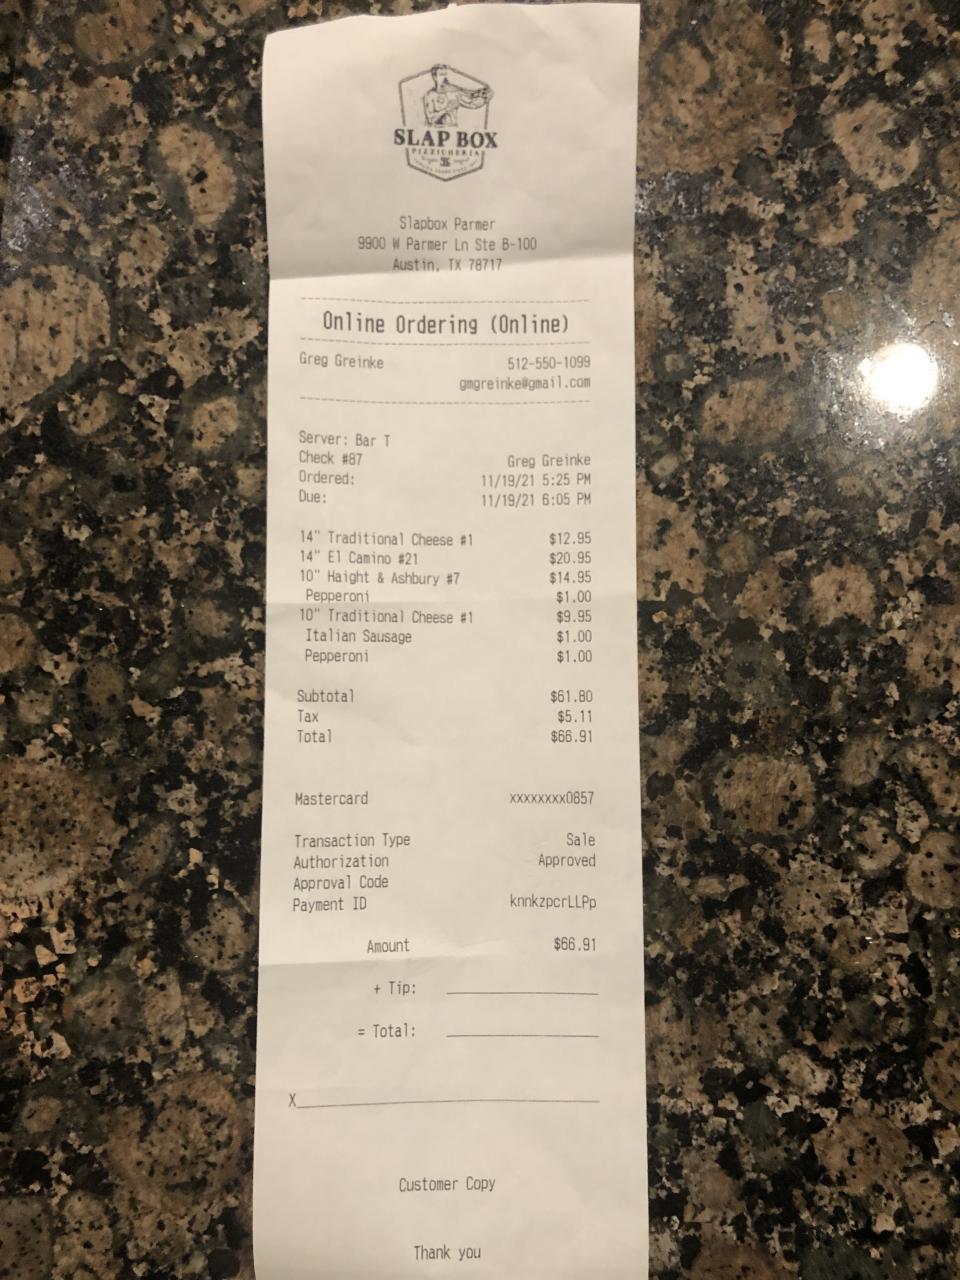 SLAP BOX
PIZZICHERIA
Slapbox Parmer
9900 W Parmer Ln Ste B-100
Austin, TX 78717
Online Ordering (Online)
Greg Greinke 512-550-1099
gmgreinke@gmail.com
Server: Bar T
Check #87 Greg Greinke
Ordered: 11/19/21 5:25 PM
Due: 11/19/21 6:05 PM
14" Traditional Cheese #1 $12.95
14" El Camino #21 $20.95
10" Haight & Ashbury #7 $14.95
Pepperoni $1.00
10" Traditional Cheese #1 $9.95
Italian Sausage $1.00
Pepperoni $1.00
Subtotal $61.80
Tax $5.11
Total $66.91
Mastercard xxxxxxxx0857
Transaction Type Sale
Authorization Approved
Approval Code
Payment ID knnkzpcrLLPp
Amount $66.91
+ Tip:
= Total:
X
Customer Copy
Thank you